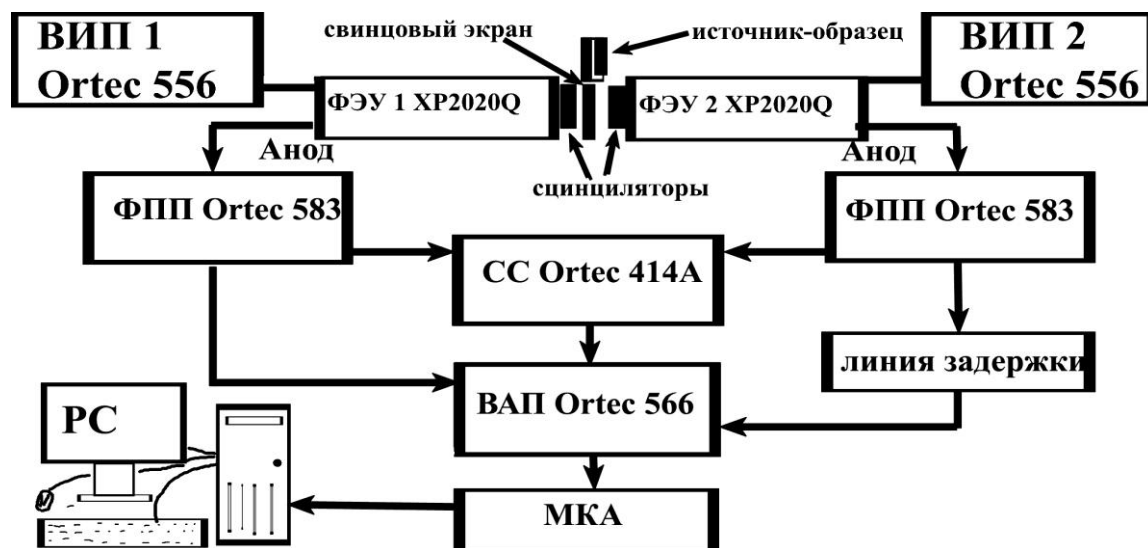 ВИП 1
Ortec 556
свинцовый экран
источник-образец
ВИП 2
Ortec 556
ФЭУ 1 XP2020Q
ФЭУ 2 XP2020Q
Анод
Анод
сцинциляторы
ФПП Ortec 583
ФПП Ortec 583
СС Ortec 414A
линия задержки
ВАП Ortec 566
PC
МКА